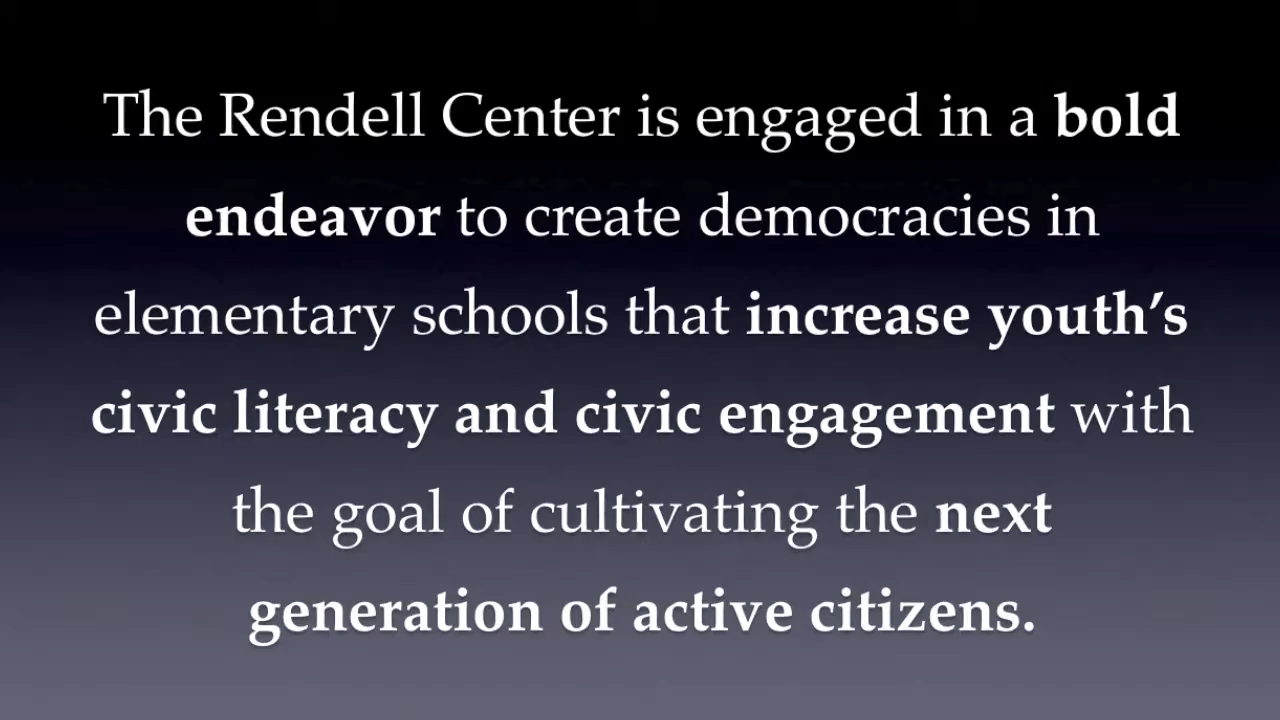 The Rendell Center is engaged in a bold
endeavor to create democracies in
elementary schools that increase youth’s
civic literacy and civic engagement with
the goal of cultivating the next
generation of active citizens.